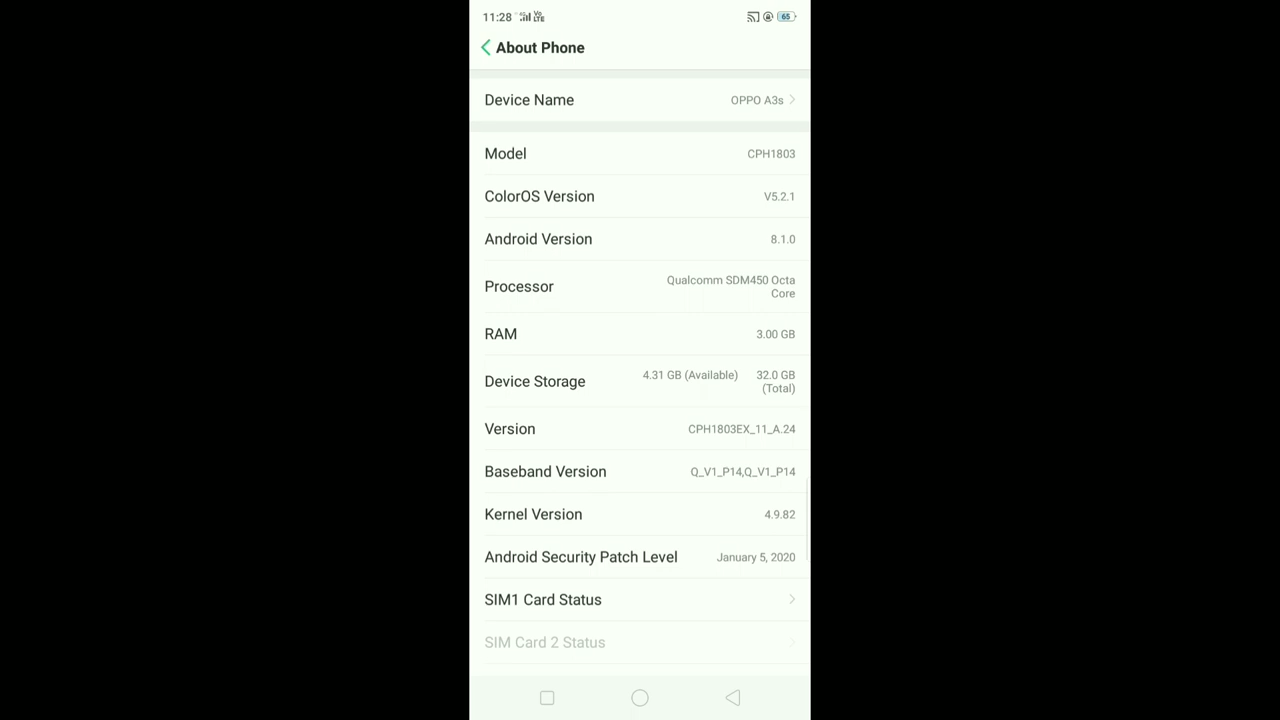 11:28 Vo LTE 65
About Phone
Device Name OPPO A3s
Model CPH1803
ColorOS Version V5.2.1
Android Version 8.1.0
Processor Qualcomm SDM450 Octa
Core
RAM 3.00 GB
Device Storage 4.31 GB (Available) 32.0 GB
(Total)
Version CPH1803EX_11_A.24
Baseband Version Q_V1_P14,Q_V1_P14
Kernel Version 4.9.82
Android Security Patch Level January 5, 2020
SIM1 Card Status
SIM Card 2 Status